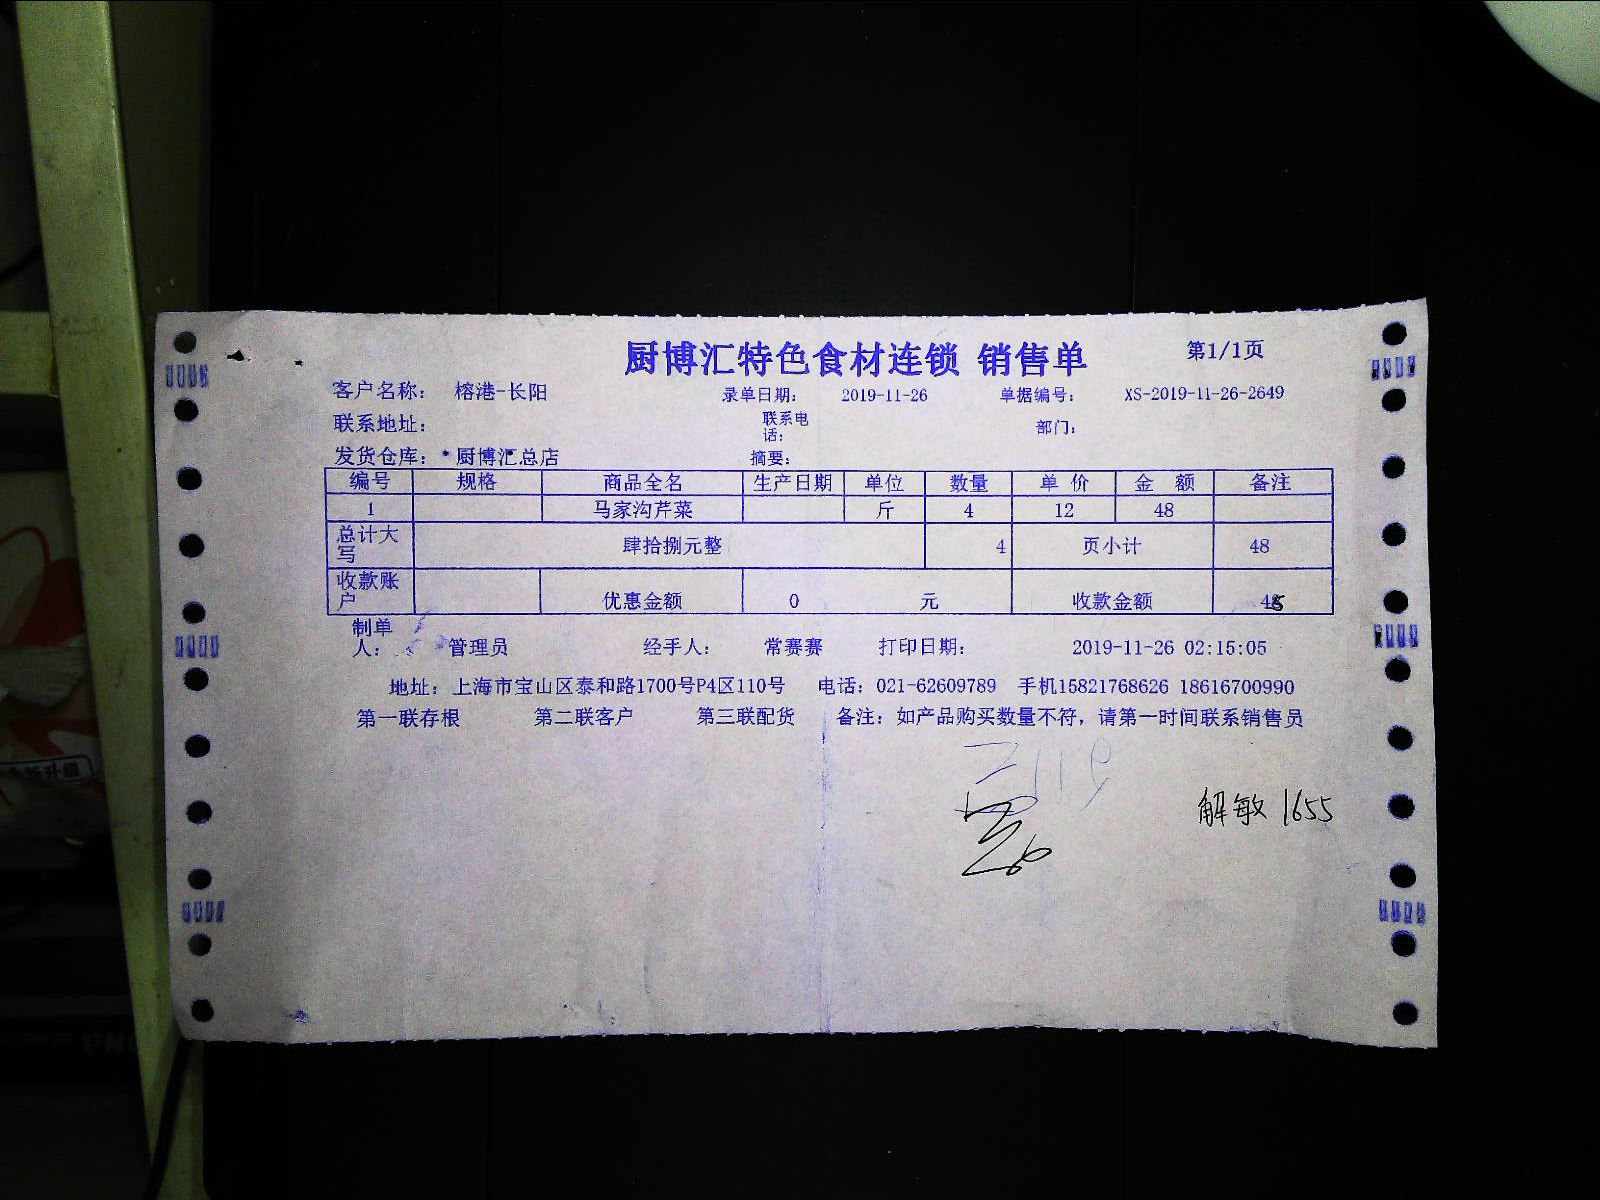 厨博汇特色食材连锁 销售单 第1/1页
客户名称： 榕港-长阳 录单日期： 2019-11-26 单据编号： XS-2019-11-26-2649
联系地址： 联系电话： 部门：
发货仓库： 厨博汇总店 摘要：
编号 规格 商品全名 生产日期 单位 数量 单 价 金 额 备注
1 马家沟芹菜 斤 4 12 48
总计大写 肆拾捌元整 4 页小计 48
收款账户 优惠金额 0 元 收款金额
制单人： 管理员 经手人： 常赛赛 打印日期： 2019-11-26 02:15:05
地址：上海市宝山区泰和路1700号P4区110号 电话：021-62609789 手机15821768626 18616700990
第一联存根 第二联客户 第三联配货 备注：如产品购买数量不符，请第一时间联系销售员
解敏 1655